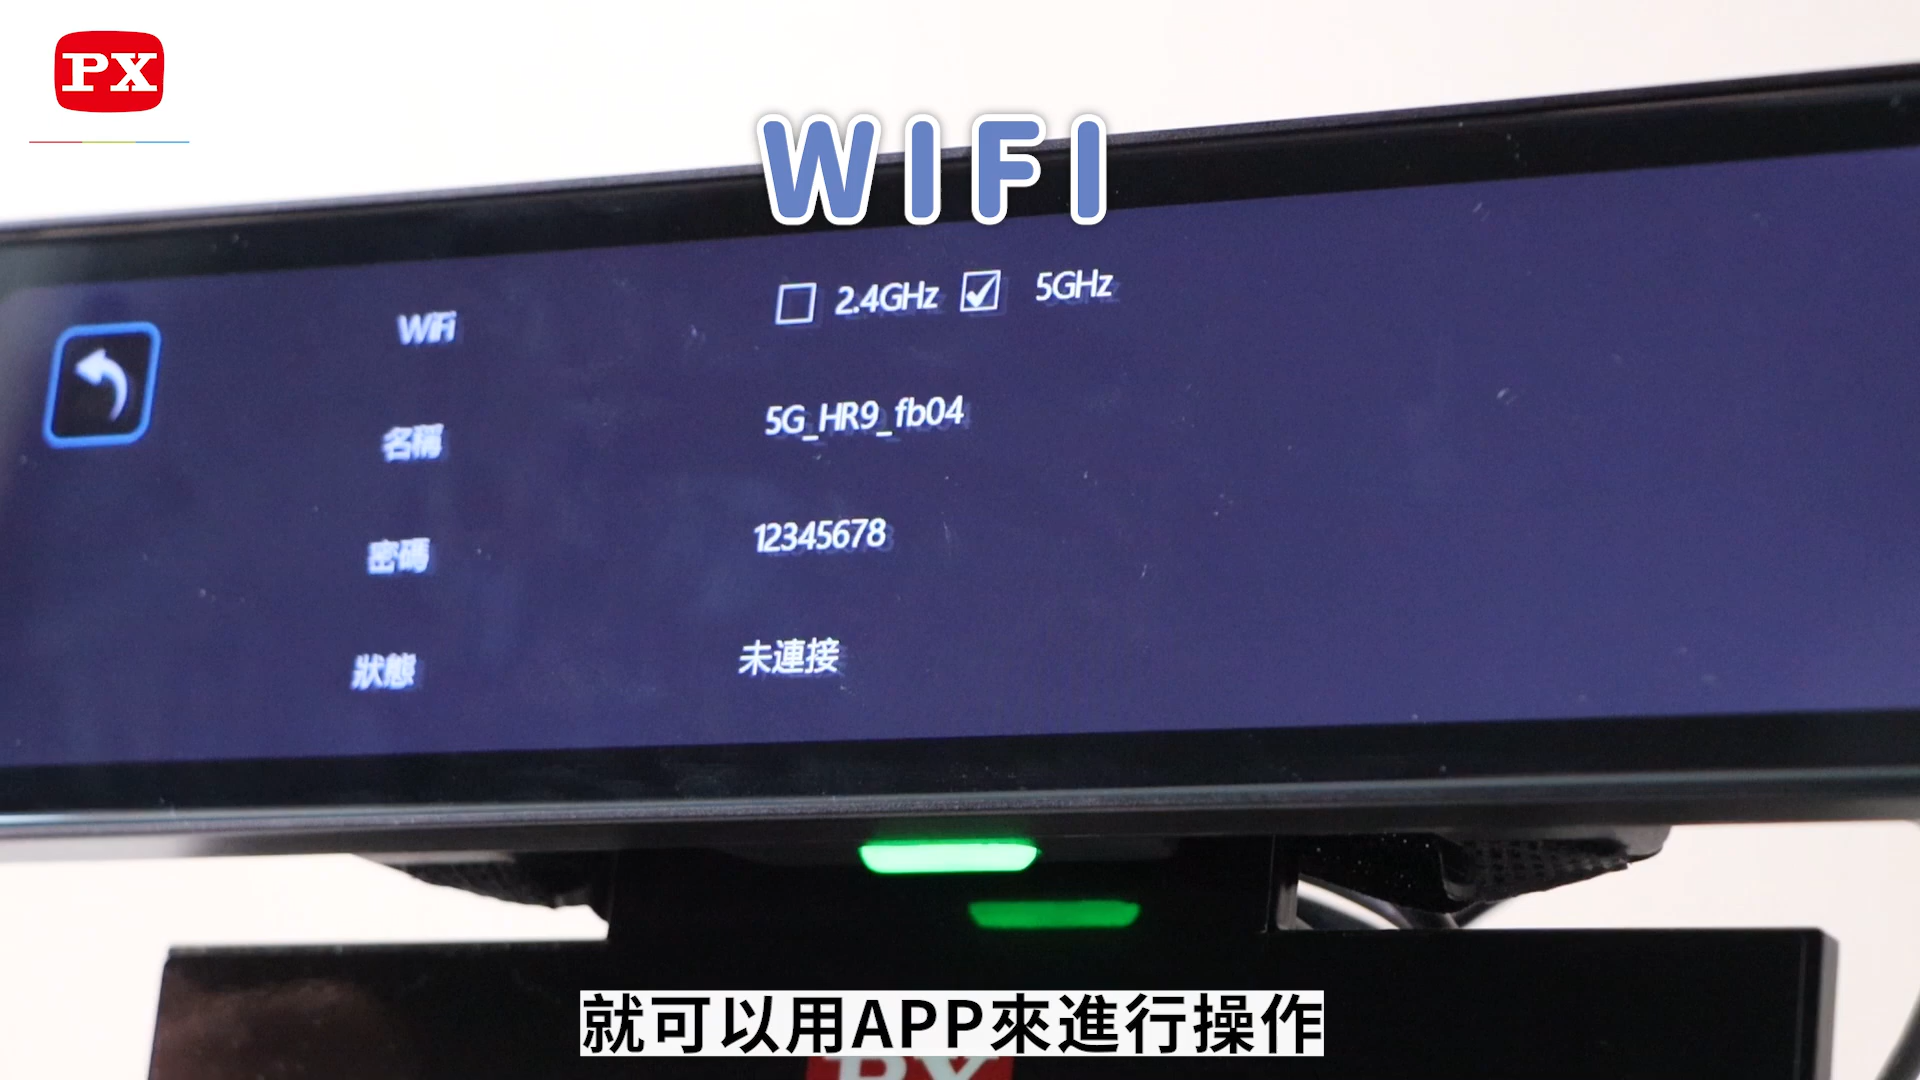 PX
WIFI
WiFi
2.4GHz
5GHz
名稱
5G_HR9_fb04
密碼
12345678
狀態
未連接
就可以用APP來進行操作
PX